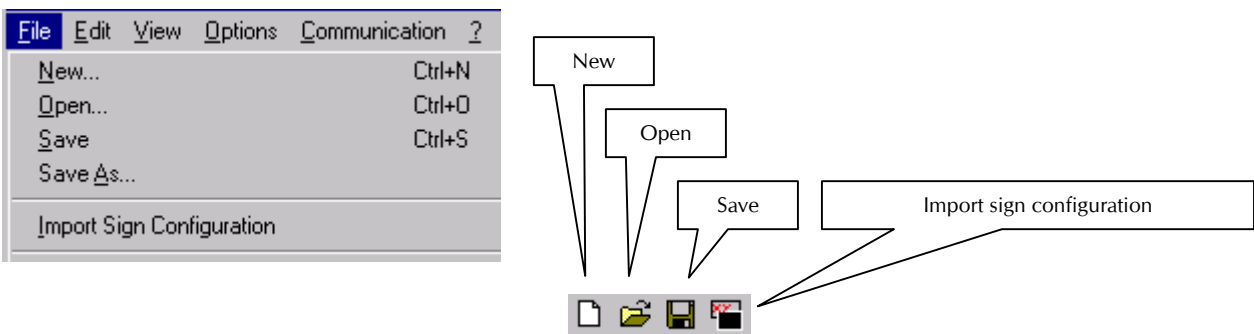 File Edit View Options Communication ?
New... Ctrl+N
Open... Ctrl+O
Save Ctrl+S
Save As...
Import Sign Configuration
New
Open
Save
Import sign configuration